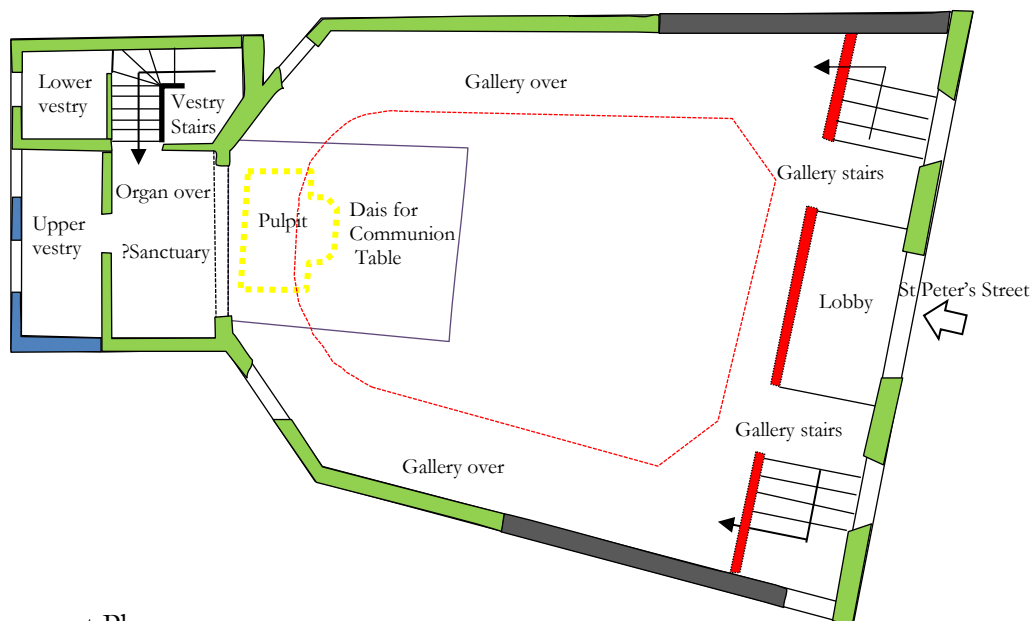 Gallery over
Lower
vestry
Vestry
Stairs
Gallery stairs
Organ over
Upper
vestry
?Sanctuary
Pulpit
Dais for
Communion
Table
Lobby
St Peter's Street
Gallery stairs
Gallery over